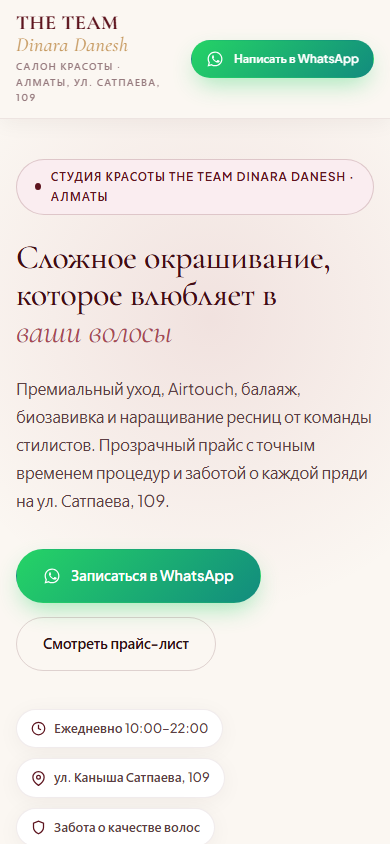 THE TEAM
Dinara Danesh
САЛОН КРАСОТЫ ·
АЛМАТЫ, УЛ. САТПАЕВА,
109
Написать в WhatsApp
СТУДИЯ КРАСОТЫ THE TEAM DINARA DANESH ·
АЛМАТЫ
Сложное окрашивание,
которое влюбляет в
ваши волосы
Премиальный уход, Airtouch, балаяж,
биозавивка и наращивание ресниц от команды
стилистов. Прозрачный прайс с точным
временем процедур и заботой о каждой пряди
на ул. Сатпаева, 109.
Записаться в WhatsApp
Смотреть прайс-лист
Ежедневно 10:00–22:00
ул. Каныша Сатпаева, 109
Забота о качестве волос